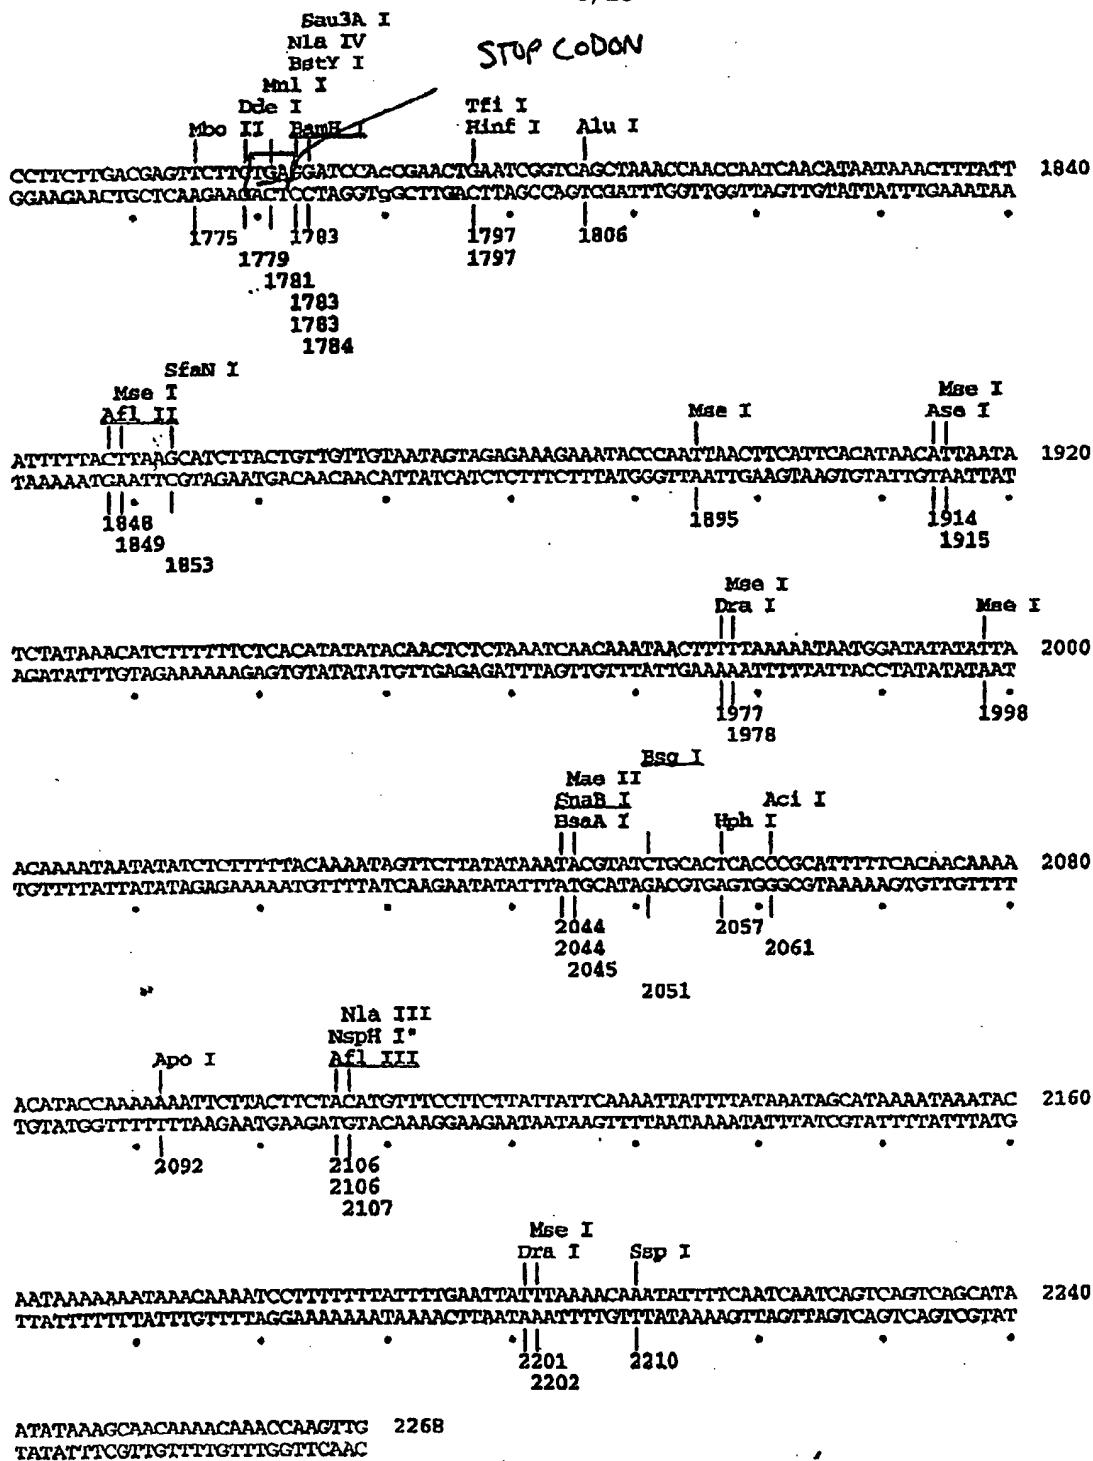 Sau3A I
Nla IV
BstY I
STOP CODON
Mnl I
Dde I
Tfi I
Mbo II BamH I Hinf I Alu I
CCTTCTTGACGAGTTCTTCTGAGGATCCAcCGAACTGAATCGGTCAGCTAAACCAACCAATCAACATAATAAACTTTATT 1840
GGAAGAACTGCTCAAGAAGACTCCTAGGTgGCTTGACTTAGCCAGTCGATTTGGTTGGTTAGTTGTATTATTTGAAATAA
1775 1783 1797 1806
1779 1797
1781
1783
1783
1784
SfaN I
Mse I Mse I
Afl II Mse I Ase I
ATTTTTACTTAAGCATCTTACTGTTGTTGTAATAGTAGAGAAAGAAATACCCAATTAACTTCATTCACATAACATTAATA 1920
TAAAAATGAATTCGTAGAATGACAACAACATTATCATCTCTTTCTTTATGGGTTAATTGAAGTAAGTGTATTGTAATTAT
1848 1895 1914
1849 1915
1853
Mse I
Dra I Mse I
TCTATAAACATCTTTTTTCTCACATATATACAACTCTCTAAATCAACAAATAACTTTTTAAAAATAATGGATATATATTA 2000
AGATATTTGTAGAAAAAAGAGTGTATATATGTTGAGAGATTTAGTTGTTTATTGAAAAATTTTTATTACCTATATATAAT
1977 1998
1978
Bsg I
Mae II
SnaB I Aci I
BsaA I Hph I
ACAAAATAATATATCTCTTTTTACAAAATAGTTCTTATATAAATACGTATCTGCACTCACCCGCATTTTTCACAACAAAA 2080
TGTTTTATTATATAGAGAAAAATGTTTTATCAAGAATATATTTATGCATAGACGTGAGTGGGCGTAAAAAGTGTTGTTTT
2044 2057
2044 2061
2045
2051
Nla III
NspH I*
Apo I Afl III
ACATACCAAAAAAATTCTTACTTCTACATGTTTCCTTCTTATTATTCAAAATTATTTTATAAATAGCATAAAATAAATAC 2160
TGTATGGTTTTTTTAAGAATGAAGATGTACAAAGGAAGAATAATAAGTTTTAATAAAATATTTATCGTATTTTATTTATG
2092 2106
2106
2107
Mse I
Dra I Ssp I
AATAAAAAAATAAACAAAATCCTTTTTTTATTTTGAATTATTTAAAACAAATATTTTCAATCAATCAGTCAGTCAGCATA 2240
TTATTTTTTTATTTGTTTTAGGAAAAAAATAAAACTTAATAAATTTTGTTTATAAAAGTTAGTTAGTCAGTCAGTCGTAT
2201 2210
2202
ATATAAAGCAACAAAACAAACCAAGTTG 2268
TATATTTCGTTGTTTTGTTTGGTTCAAC